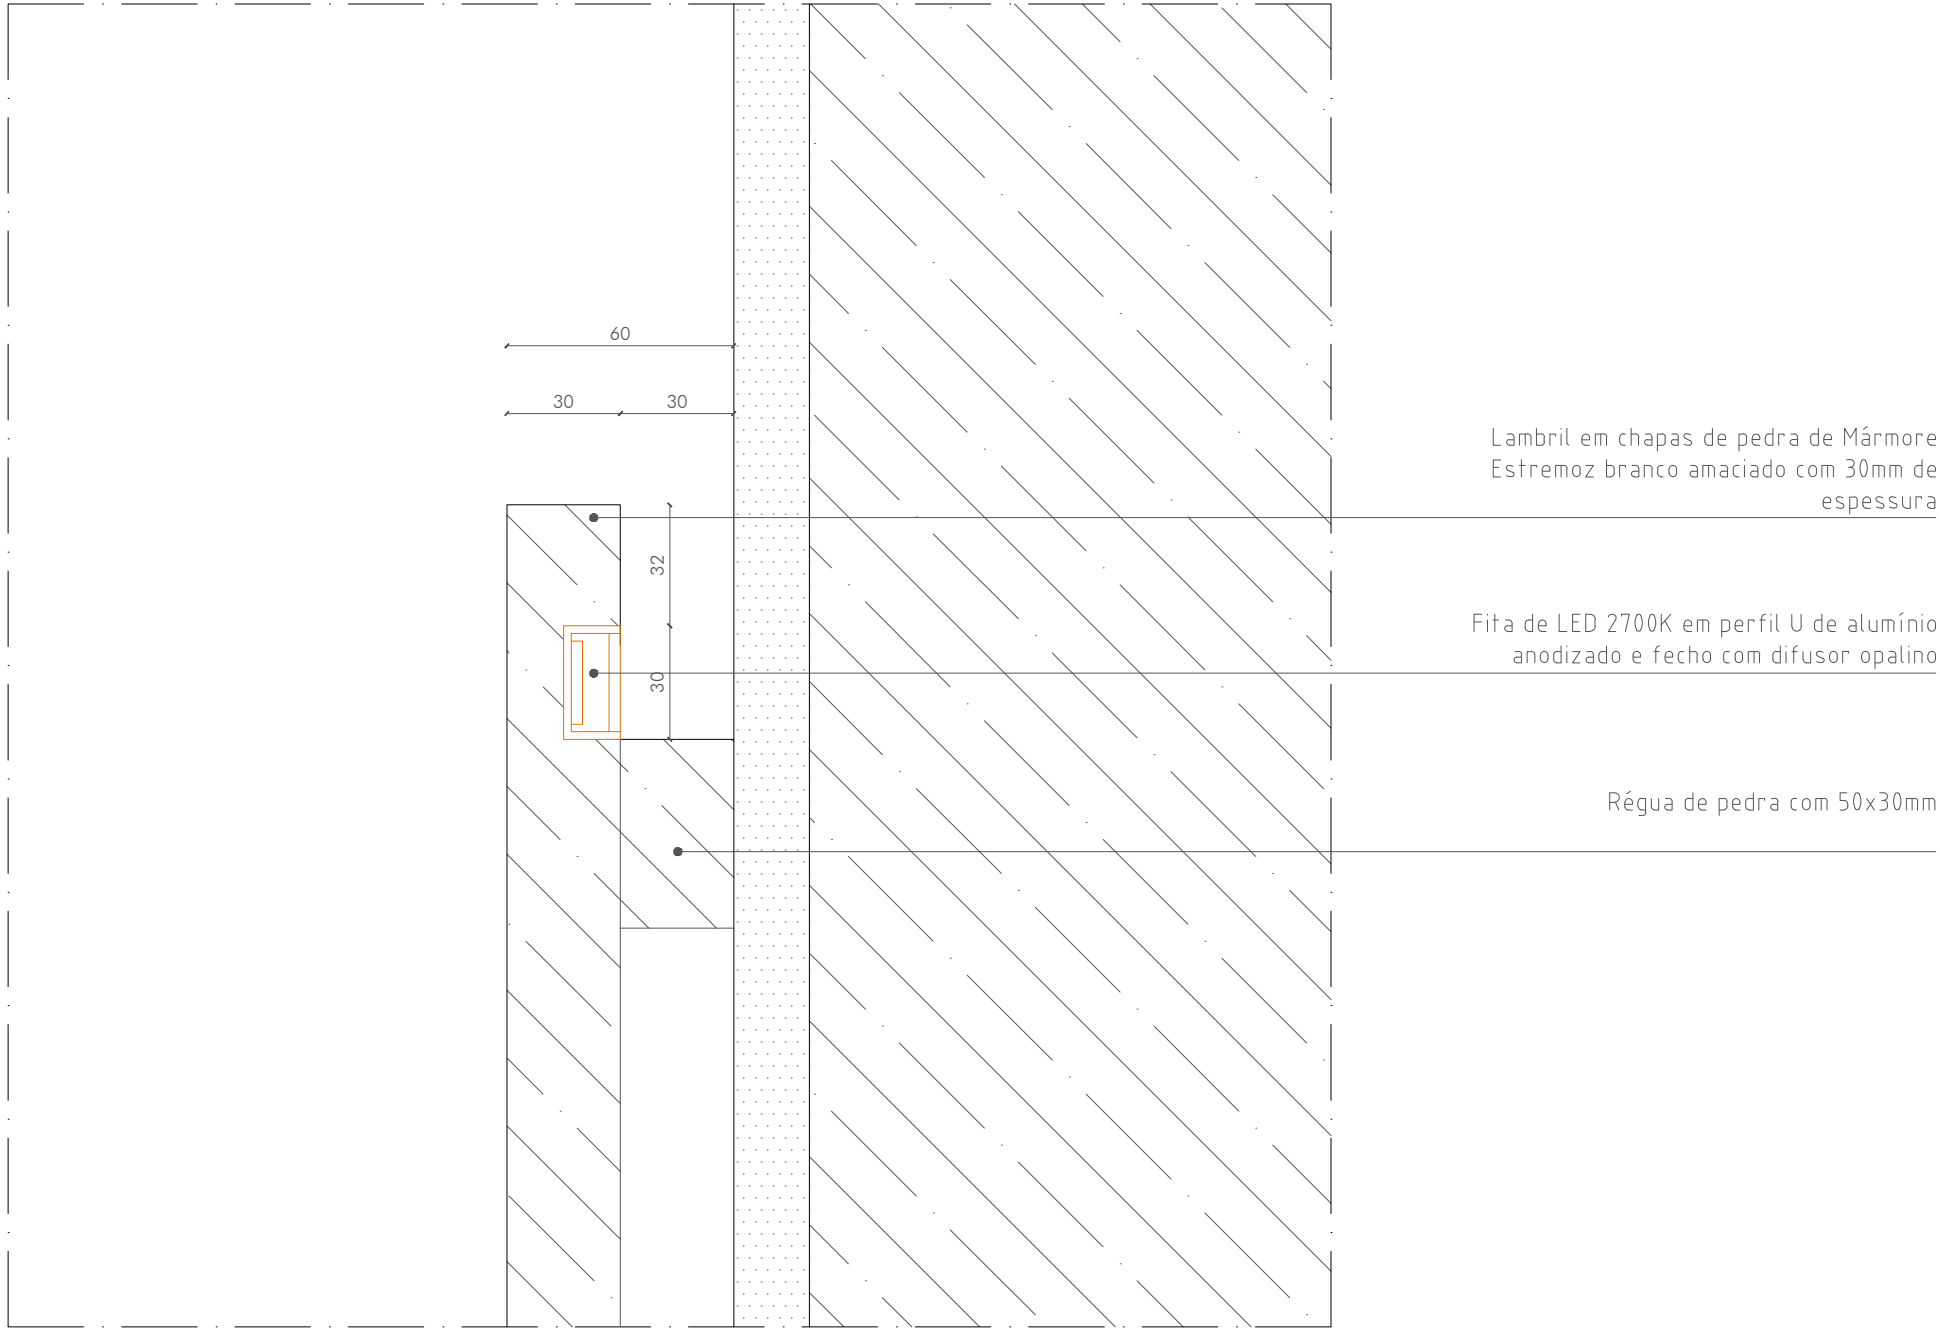 60
30
30
Lambril em chapas de pedra de Mármore
Estremoz branco amaciado com 30mm de
espessura
32
Fita de LED 2700K em perfil U de alumínio
anodizado e fecho com difusor opalino
30
Régua de pedra com 50x30mm